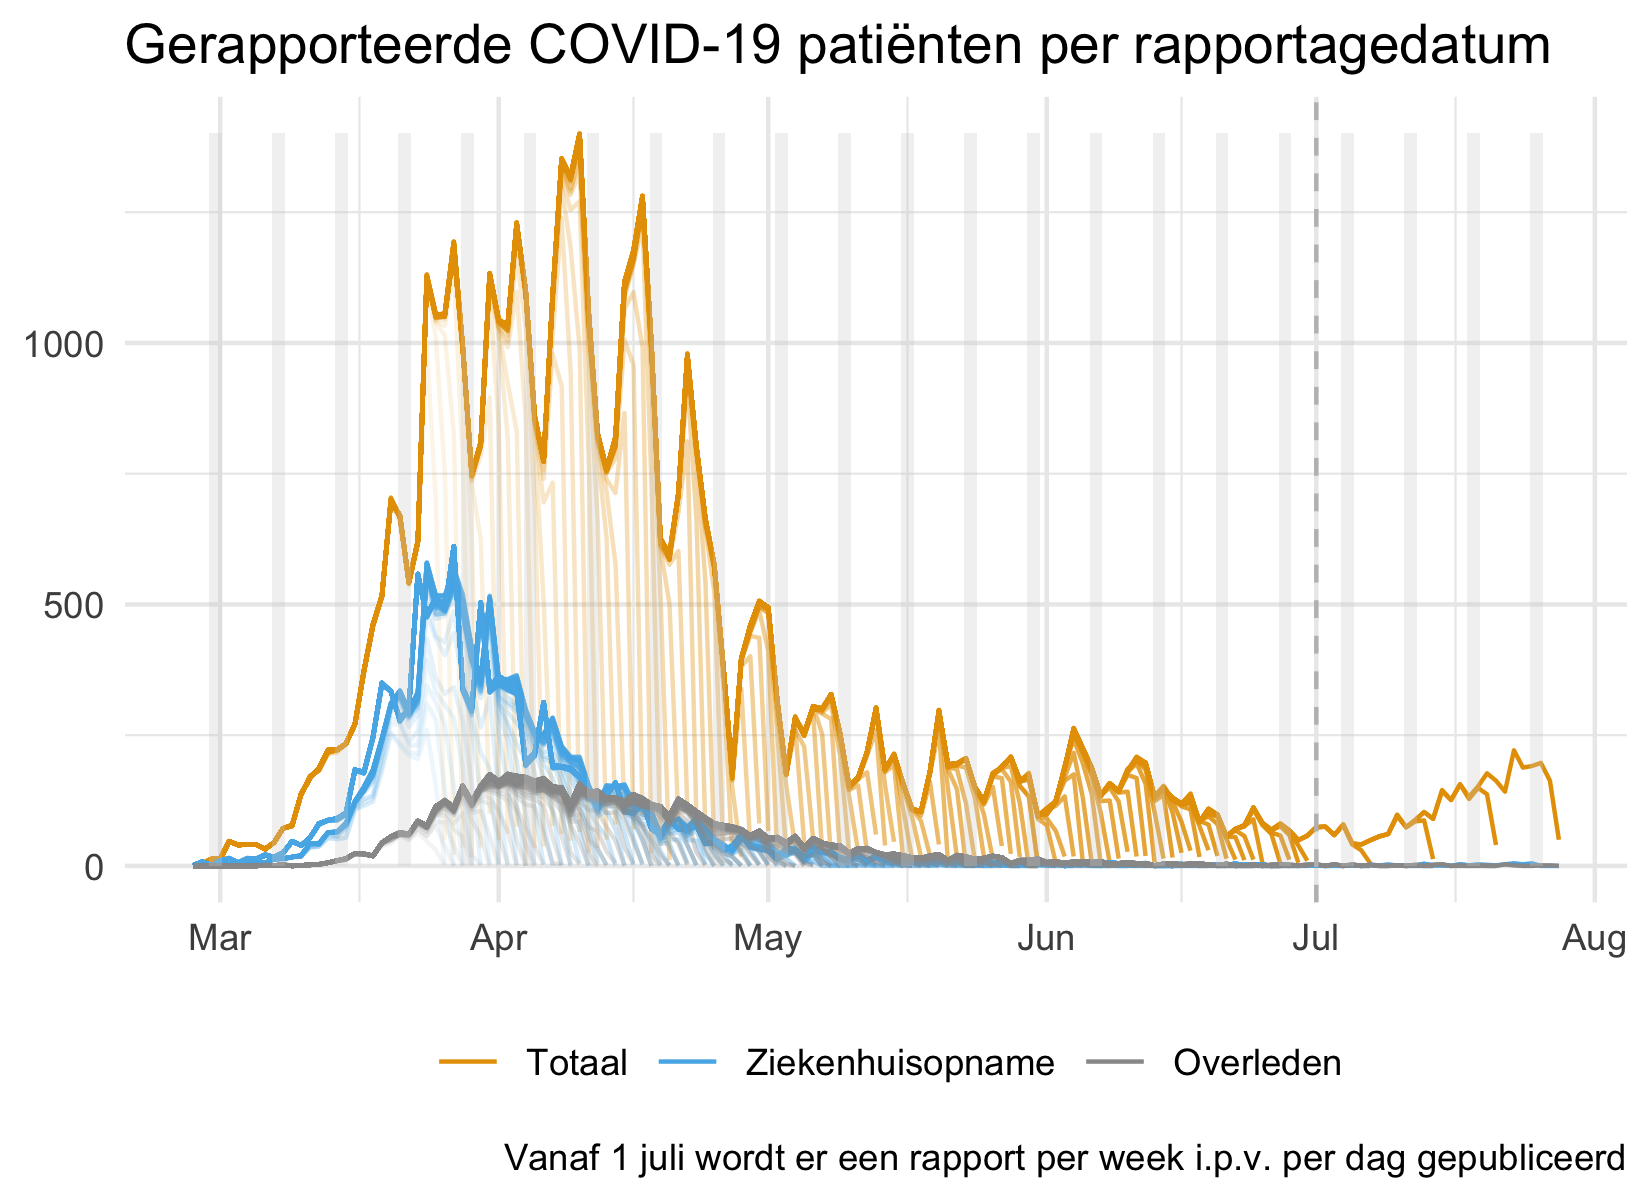 Gerapporteerde COVID-19 patiënten per rapportagedatum
1000
500
0
Mar Apr May Jun Jul Aug
Totaal Ziekenhuisopname Overleden
Vanaf 1 juli wordt er een rapport per week i.p.v. per dag gepubliceerd